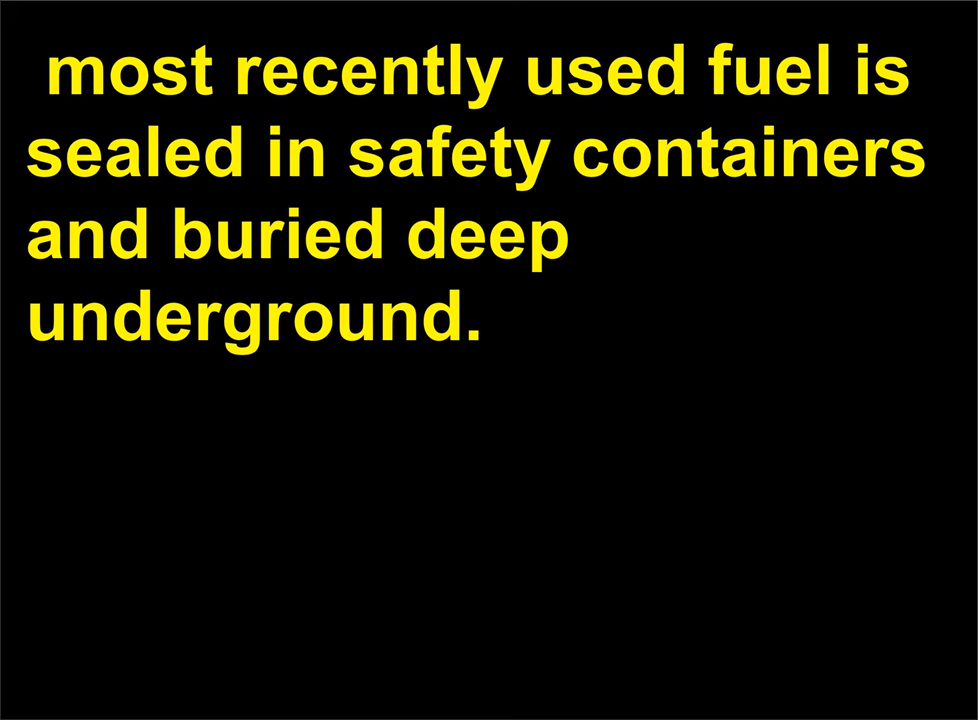 most recently used fuel is
sealed in safety containers
and buried deep
underground.